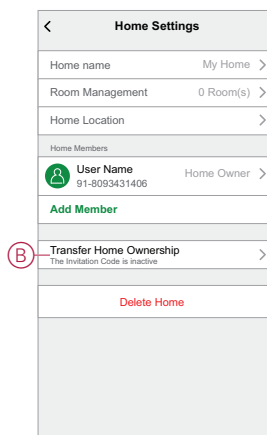 Home Settings
Home name My Home
Room Management 0 Room(s)
Home Location
Home Members
User Name Home Owner
91-8093431406
Add Member
B
Transfer Home Ownership
The Invitation Code is inactive
Delete Home